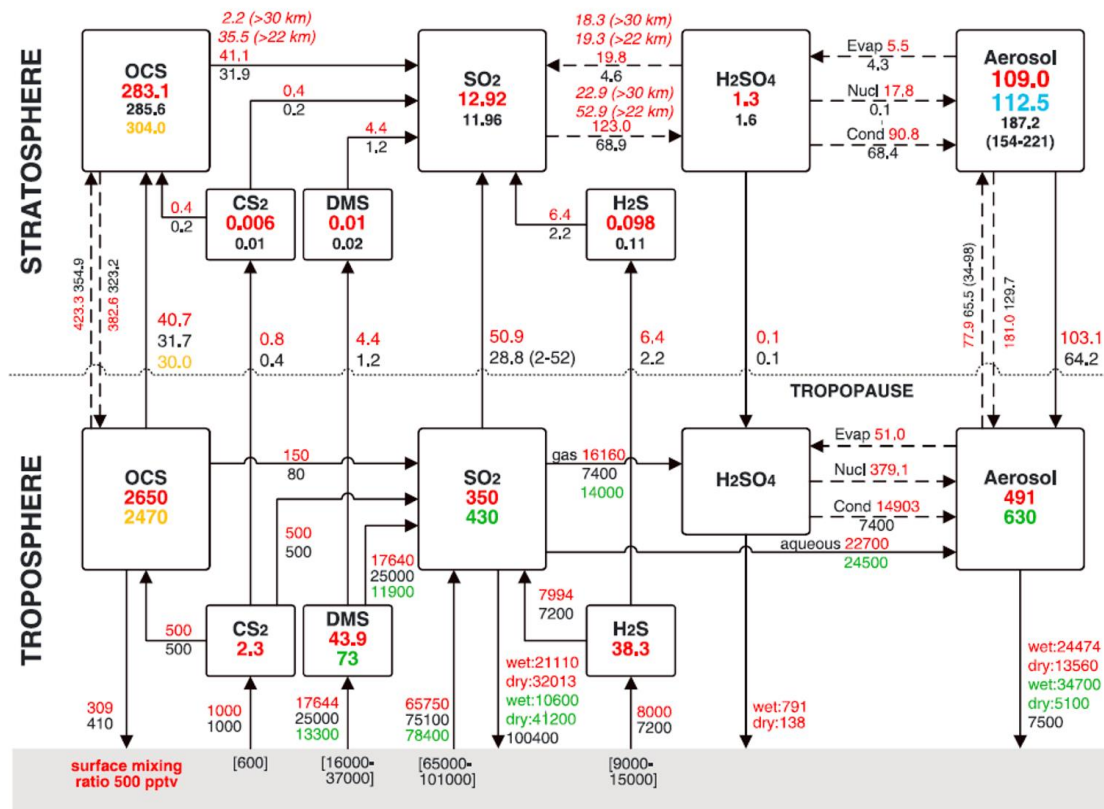 STRATOSPHERE
2.2 (>30 km)
35.5 (>22 km)
41.1
31.9
18.3 (>30 km)
19.3 (>22 km)
19.8
4.6
22.9 (>30 km)
52.9 (>22 km)
123.0
68.9
Evap 5.5
4.3
Nucl 17.8
0.1
Cond 90.8
68.4
OCS
283.1
285.6
304.0
SO2
12.92
11.96
H2SO4
1.3
1.6
Aerosol
109.0
112.5
187.2
(154-221)
0.4
0.2
4.4
1.2
0.4
0.2
CS2
0.006
0.01
DMS
0.01
0.02
6.4
2.2
H2S
0.098
0.11
423.3 354.9
382.6 323.2
40.7
31.7
30.0
0.8
0.4
4.4
1.2
50.9
28.8 (2-52)
6.4
2.2
0.1
0.1
77.9 65.5 (34-98)
181.0 129.7
103.1
64.2
TROPOPAUSE
TROPOSPHERE
OCS
2650
2470
150
80
SO2
350
430
gas 16160
7400
14000
H2SO4
Evap 51.0
Nucl 379.1
Cond 14903
7400
aqueous 22700
24500
Aerosol
491
630
500
500
17640
25000
11900
7994
7200
500
500
CS2
2.3
DMS
43.9
73
H2S
38.3
309
410
1000
1000
17644
25000
13300
65750
75100
78400
wet:21110
dry:32013
wet:10600
dry:41200
100400
8000
7200
wet:791
dry:138
wet:24474
dry:13560
wet:34700
dry:5100
7500
surface mixing
ratio 500 pptv
[600]
[16000-
37000]
[65000-
101000]
[9000-
15000]